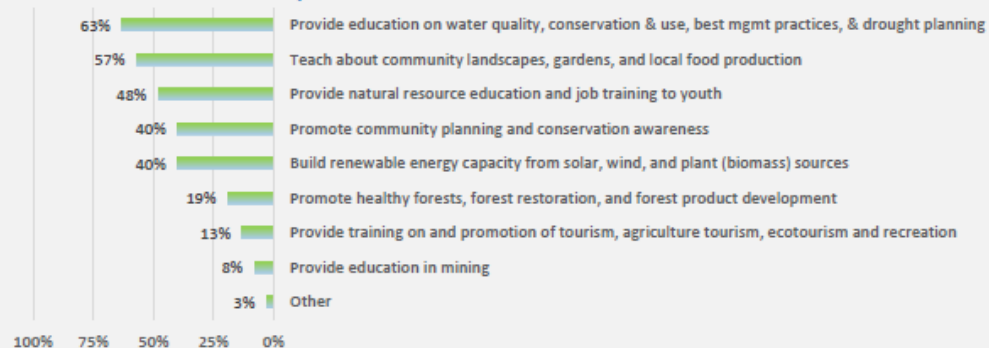 63% Provide education on water quality, conservation & use, best mgmt practices, & drought planning
57% Teach about community landscapes, gardens, and local food production
48% Provide natural resource education and job training to youth
40% Promote community planning and conservation awareness
40% Build renewable energy capacity from solar, wind, and plant (biomass) sources
19% Promote healthy forests, forest restoration, and forest product development
13% Provide training on and promotion of tourism, agriculture tourism, ecotourism and recreation
8% Provide education in mining
3% Other
100% 75% 50% 25% 0%